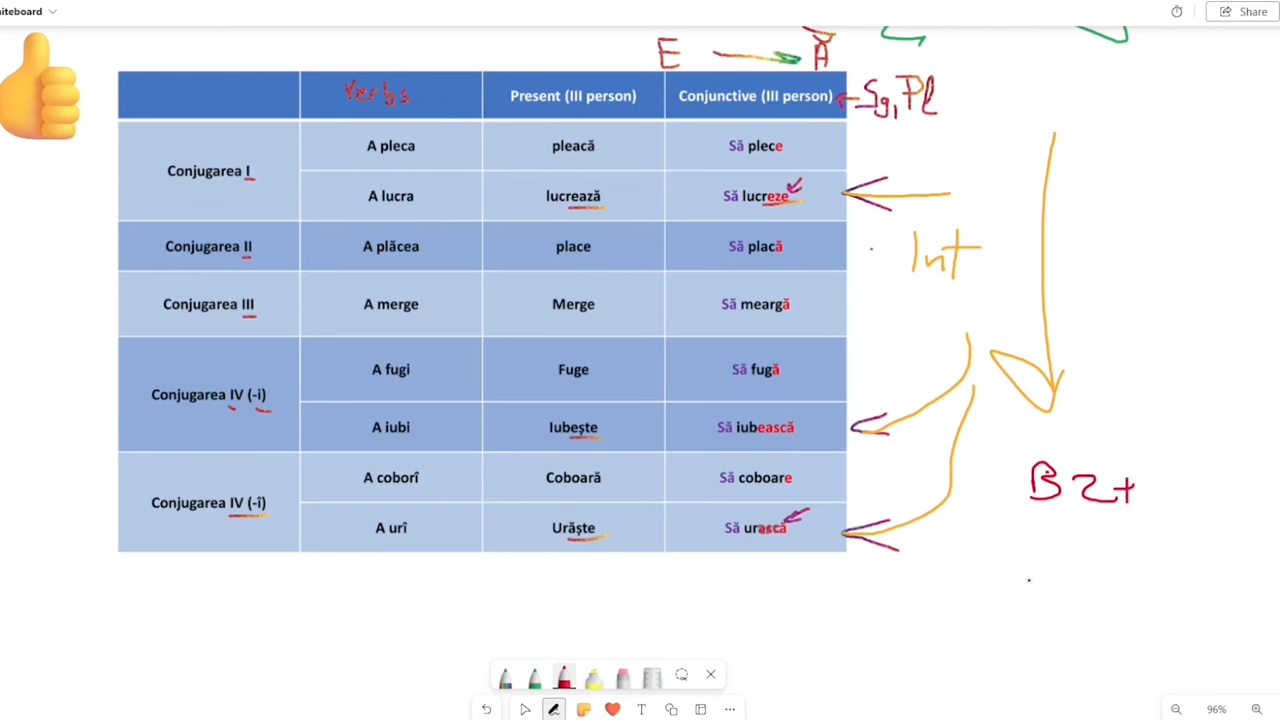 iteboard
Share
E Ă
Verbs Present (III person) Conjunctive (III person) Sg, Pl
Conjugarea I A pleca pleacă Să plece
A lucra lucrează Să lucreze
Conjugarea II A plăcea place Să placă
Int
Conjugarea III A merge Merge Să meargă
Conjugarea IV (-i) A fugi Fuge Să fugă
A iubi Iubește Să iubească
Conjugarea IV (-î) A coborî Coboară Să coboare
B2+
A urî Urăște Să urască
96%